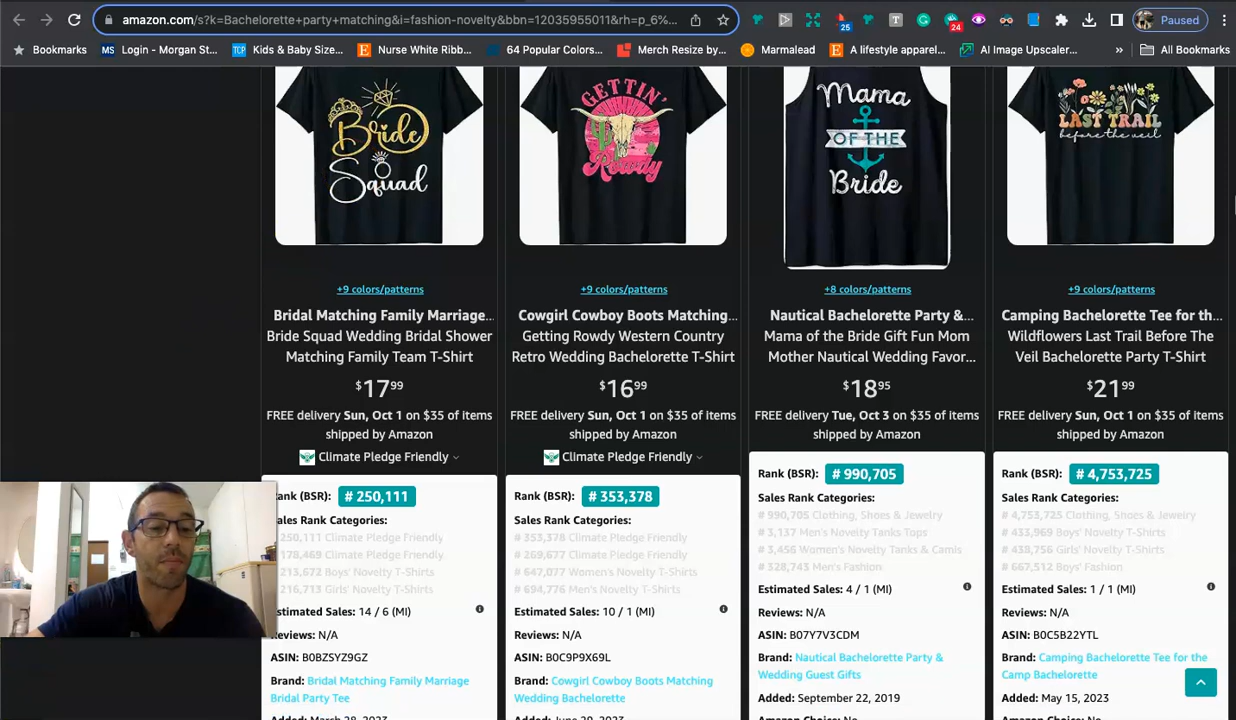 amazon.com/s?k=Bachelorette+party+matching&i=fashion-novelty&bbn=12035955011&rh=p_6%...
25
24
Paused
Bookmarks
MS Login - Morgan St...
TCP Kids & Baby Size...
E Nurse White Ribb...
64 Popular Colors...
Merch Resize by...
Marmalead
E A lifestyle apparel...
AI Image Upscaler...
»
All Bookmarks
Bride
Squad
GETTIN'
Rowdy
Mama
OF THE
Bride
LAST TRAIL
before the veil
+9 colors/patterns
Bridal Matching Family Marriage...
Bride Squad Wedding Bridal Shower
Matching Family Team T-Shirt
$17.99
FREE delivery Sun, Oct 1 on $35 of items
shipped by Amazon
Climate Pledge Friendly
Rank (BSR): # 250,111
Sales Rank Categories:
250,111 Climate Pledge Friendly
178,469 Climate Pledge Friendly
213,672 Boys' Novelty T-Shirts
216,713 Girls' Novelty T-Shirts
Estimated Sales: 14 / 6 (MI)
Reviews: N/A
ASIN: B0BZSYZ9GZ
Brand: Bridal Matching Family Marriage
Bridal Party Tee
Added: March 28, 2023
+9 colors/patterns
Cowgirl Cowboy Boots Matching...
Getting Rowdy Western Country
Retro Wedding Bachelorette T-Shirt
$16.99
FREE delivery Sun, Oct 1 on $35 of items
shipped by Amazon
Climate Pledge Friendly
Rank (BSR): # 353,378
Sales Rank Categories:
# 353,378 Climate Pledge Friendly
# 269,677 Climate Pledge Friendly
# 647,077 Women's Novelty T-Shirts
# 694,776 Men's Novelty T-Shirts
Estimated Sales: 10 / 1 (MI)
Reviews: N/A
ASIN: B0C9P9X69L
Brand: Cowgirl Cowboy Boots Matching
Wedding Bachelorette
Added: June 29, 2023
+8 colors/patterns
Nautical Bachelorette Party &...
Mama of the Bride Gift Fun Mom
Mother Nautical Wedding Favor...
$18.95
FREE delivery Tue, Oct 3 on $35 of items
shipped by Amazon
Rank (BSR): # 990,705
Sales Rank Categories:
# 990,705 Clothing, Shoes & Jewelry
# 3,137 Men's Novelty Tanks Tops
# 3,456 Women's Novelty Tanks & Camis
# 328,743 Men's Fashion
Estimated Sales: 4 / 1 (MI)
Reviews: N/A
ASIN: B07Y7V3CDM
Brand: Nautical Bachelorette Party &
Wedding Guest Gifts
Added: September 22, 2019
Amazon Choice: No
+9 colors/patterns
Camping Bachelorette Tee for th...
Wildflowers Last Trail Before The
Veil Bachelorette Party T-Shirt
$21.99
FREE delivery Sun, Oct 1 on $35 of items
shipped by Amazon
Rank (BSR): # 4,753,725
Sales Rank Categories:
# 4,753,725 Clothing, Shoes & Jewelry
# 433,969 Boys' Novelty T-Shirts
# 438,756 Girls' Novelty T-Shirts
# 667,512 Boys' Fashion
Estimated Sales: 1 / 1 (MI)
Reviews: N/A
ASIN: B0C5B22YTL
Brand: Camping Bachelorette Tee for the
Camp Bachelorette
Added: May 15, 2023
Amazon Choice: No